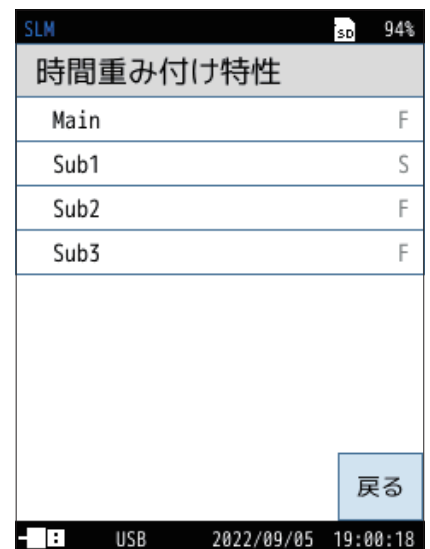 SLM SD 94%
時間重み付け特性
Main F
Sub1 S
Sub2 F
Sub3 F
戻る
USB 2022/09/05 19:00:18